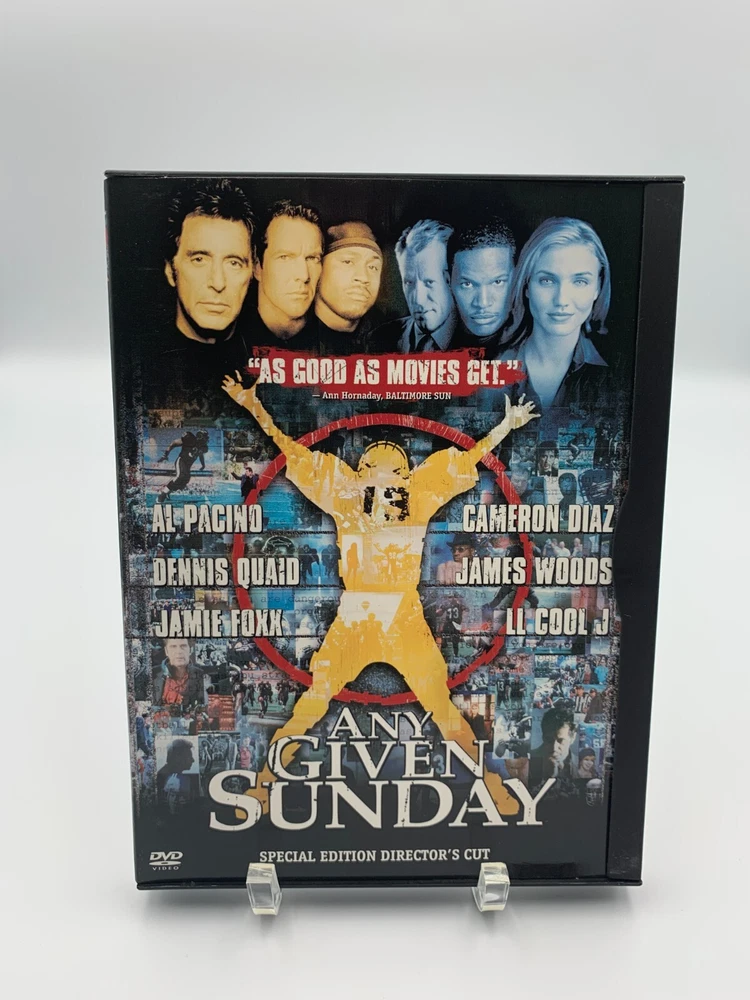 “AS GOOD AS MOVIES GET.”
— Ann Hornaday, BALTIMORE SUN
13
AL PACINO
CAMERON DIAZ
DENNIS QUAID
JAMES WOODS
JAMIE FOXX
LL COOL J
ANY
GIVEN
SUNDAY
DVD
VIDEO
SPECIAL EDITION DIRECTOR'S CUT